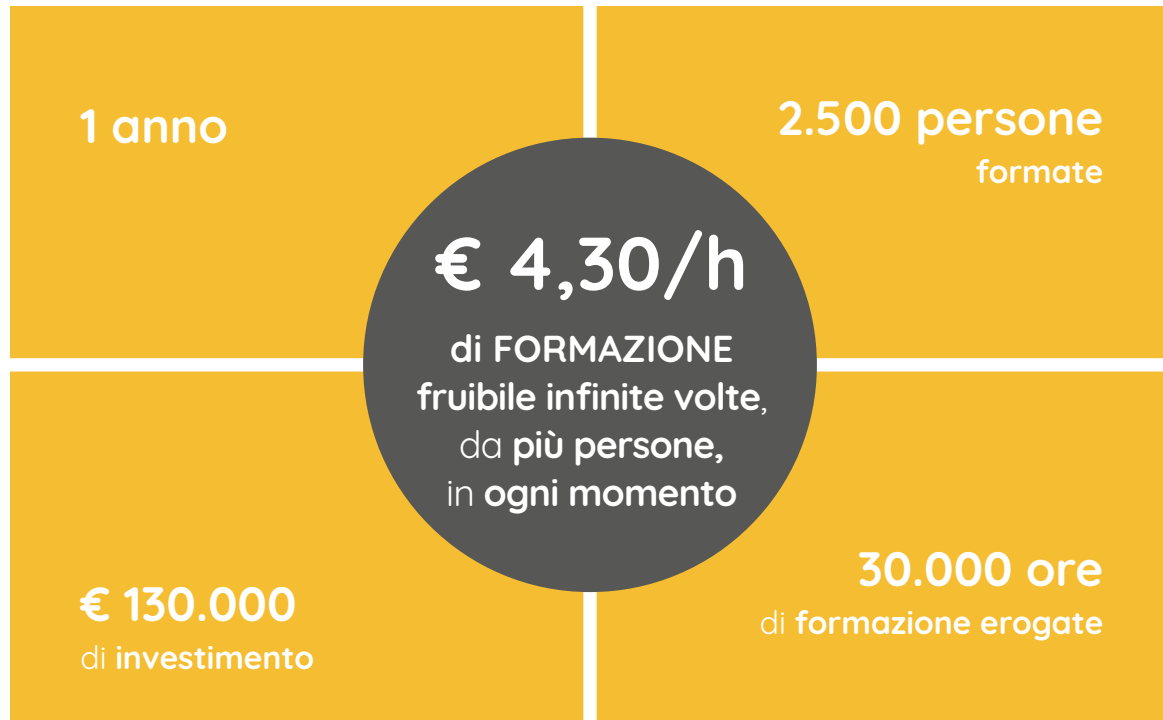 1 anno
2.500 persone
formate
€ 4,30/h
di FORMAZIONE
fruibile infinite volte,
da più persone,
in ogni momento
€ 130.000
di investimento
30.000 ore
di formazione erogate